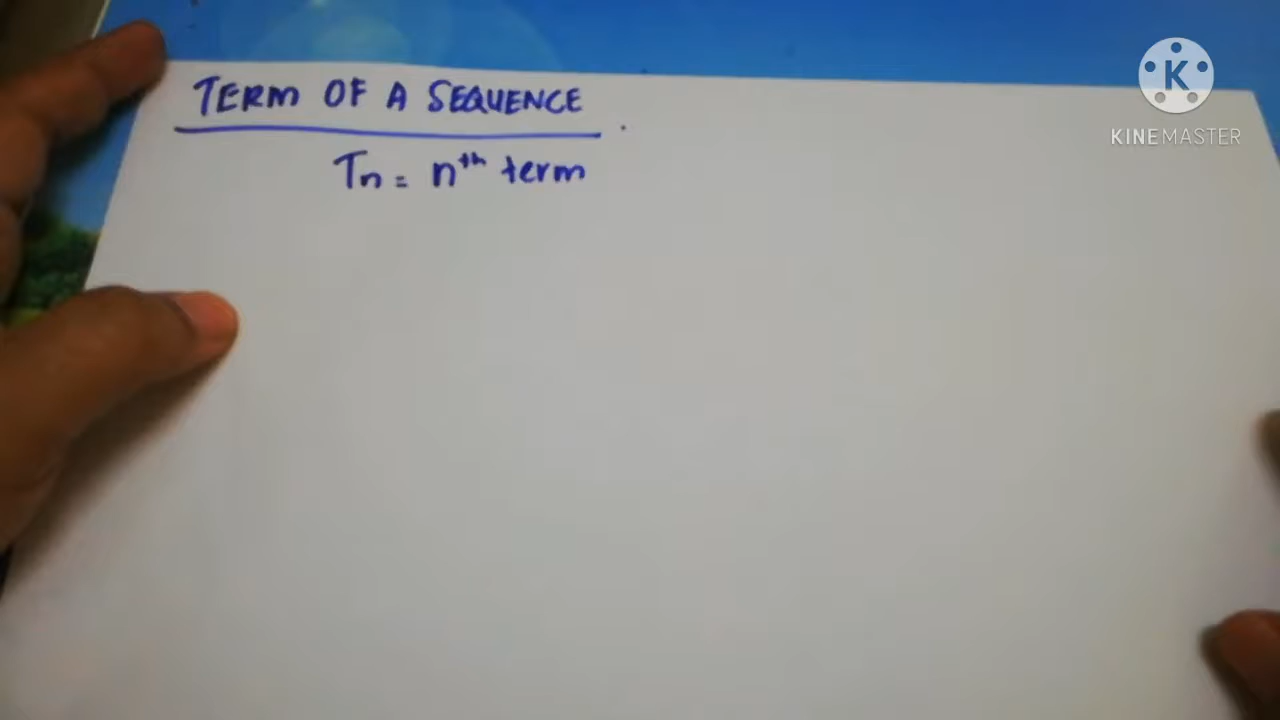 TERM OF A SEQUENCE
Tn = nth term
K
KINEMASTER